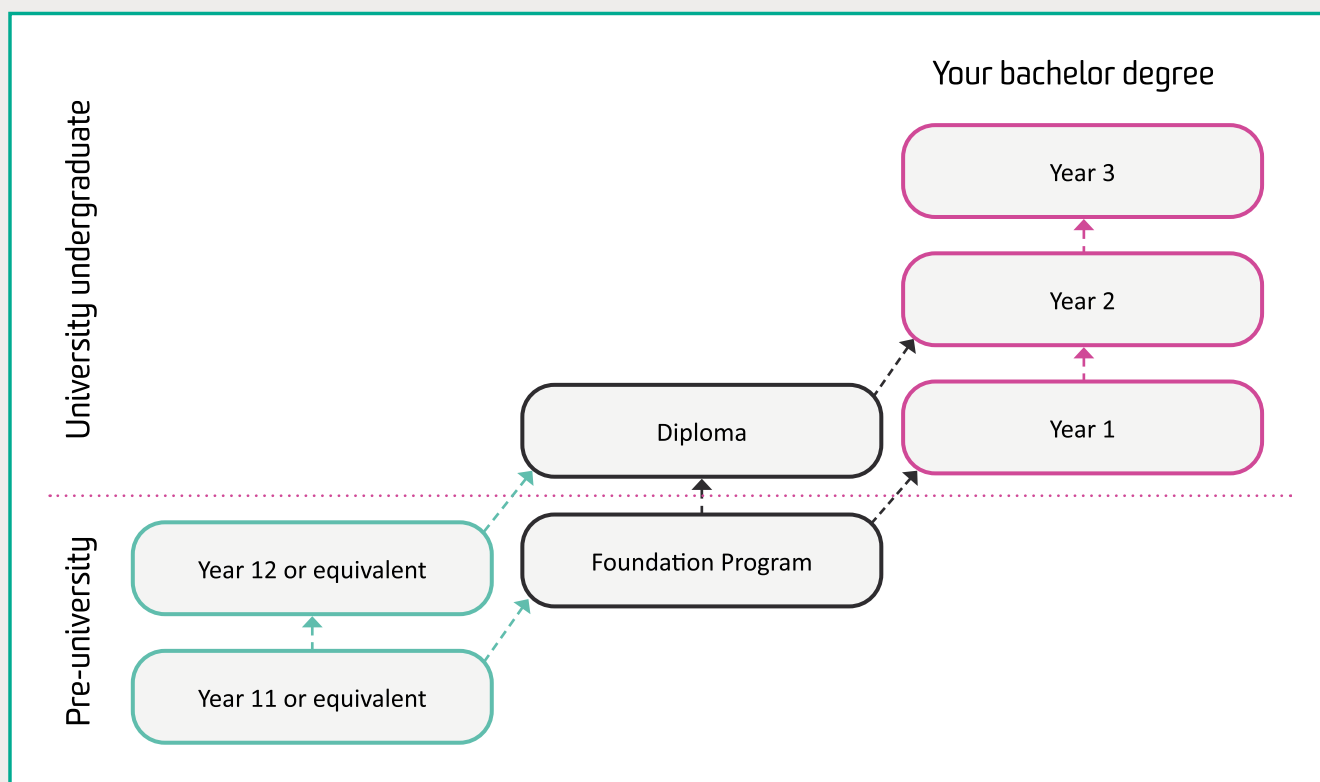 Your bachelor degree
University undergraduate
Year 3
Year 2
Year 1
Diploma
Pre-university
Foundation Program
Year 12 or equivalent
Year 11 or equivalent